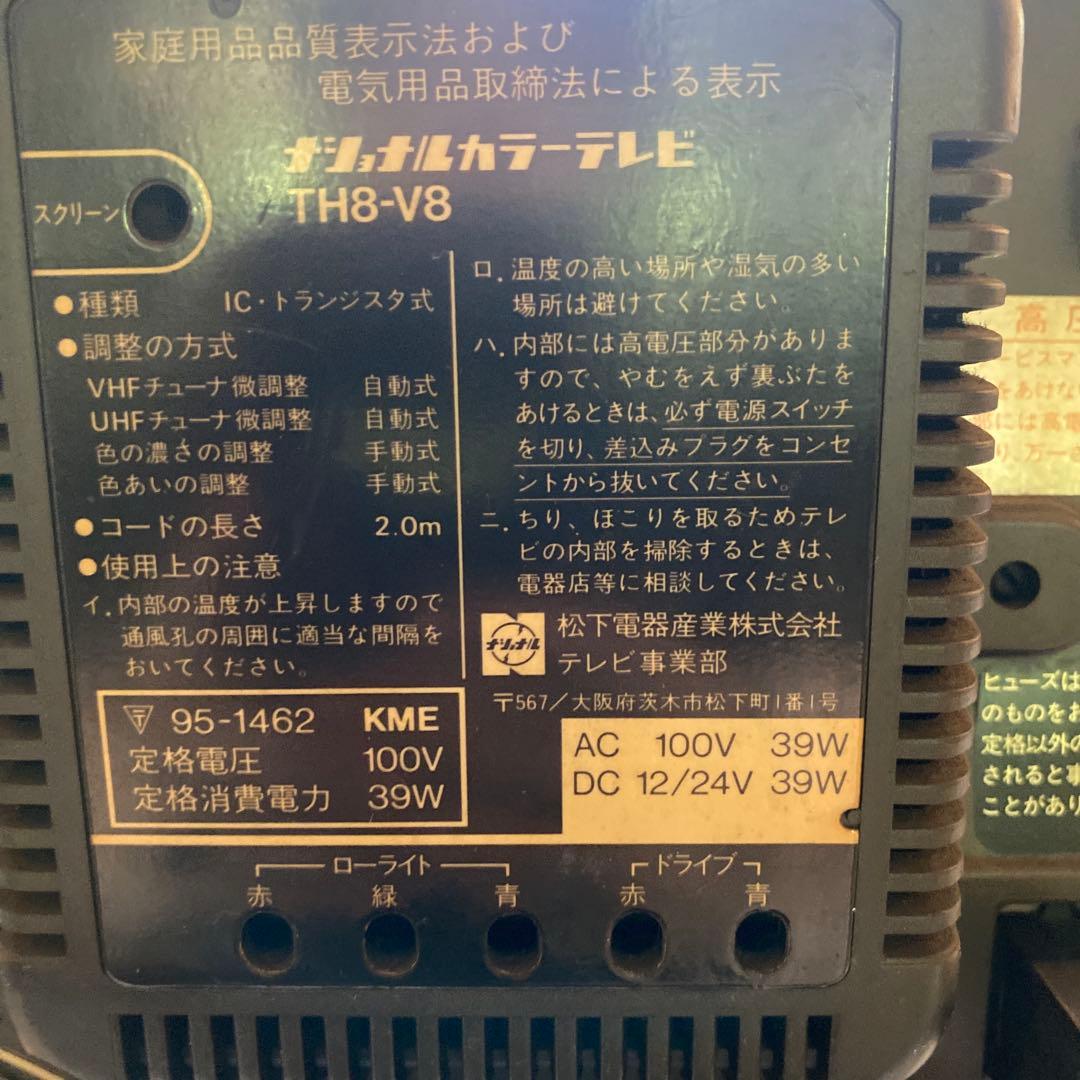 家庭用品品質表示法および
電気用品取締法による表示
ナショナルカラーテレビ
TH8-V8
スクリーン
●種類 IC・トランジスタ式
●調整の方式
VHFチューナ微調整 自動式
UHFチューナ微調整 自動式
色の濃さの調整 手動式
色あいの調整 手動式
●コードの長さ 2.0m
●使用上の注意
イ.内部の温度が上昇しますので
通風孔の周囲に適当な間隔を
おいてください。
ロ.温度の高い場所や湿気の多い
場所は避けてください。
ハ.内部には高電圧部分がありま
すので、やむをえず裏ぶたを
あけるときは、必ず電源スイッチ
を切り、差込みプラグをコンセ
ントから抜いてください。
ニ.ちり、ほこりを取るためテレ
ビの内部を掃除するときは、
電器店等に相談してください。
ナショナル
松下電器産業株式会社
テレビ事業部
〒567/大阪府茨木市松下町1番1号
〒 95-1462 KME
定格電圧 100V
定格消費電力 39W
AC 100V 39W
DC 12/24V 39W
ローライト
赤 緑 青
ドライブ
赤 青
高圧
ービスマ
をあけな
部には高電
り、万一さ
ヒューズは
のものをお
定格以外の
されると事
ことがあり